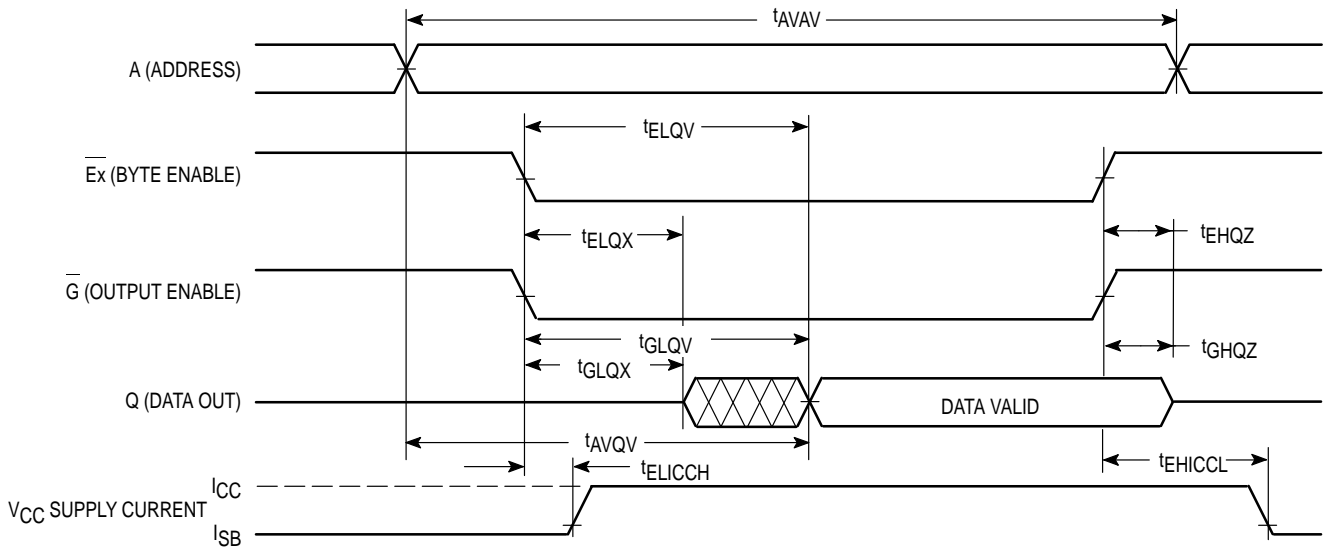 tAVAV
A (ADDRESS)
tELQV
Ex (BYTE ENABLE)
tELQX
tEHQZ
G (OUTPUT ENABLE)
tGLQV
tGHQZ
tGLQX
Q (DATA OUT)
DATA VALID
tAVQV
tELICCH
tEHICCL
ICC
VCC SUPPLY CURRENT
ISB